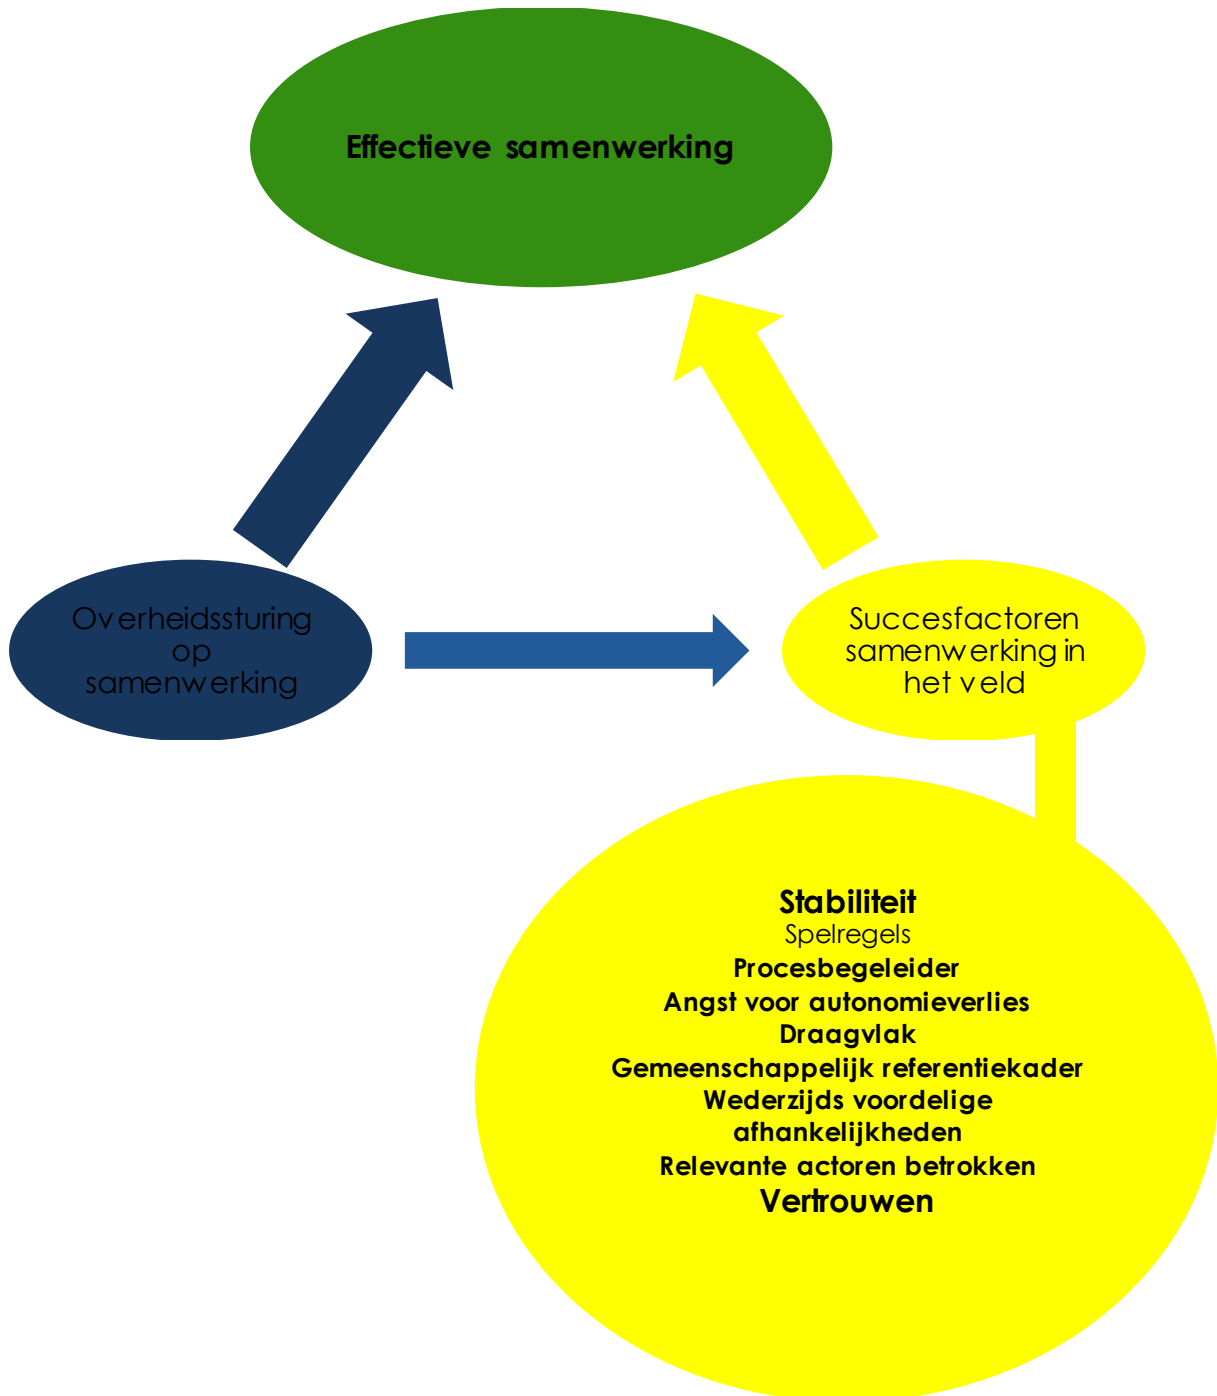 Effectieve samenwerking
Overheidssturing
op
samenwerking
Succesfactoren
samenwerking in
het veld
Stabiliteit
Spelregels
Procesbegeleider
Angst voor autonomieverlies
Draagvlak
Gemeenschappelijk referentiekader
Wederzijds voordelige
afhankelijkheden
Relevante actoren betrokken
Vertrouwen